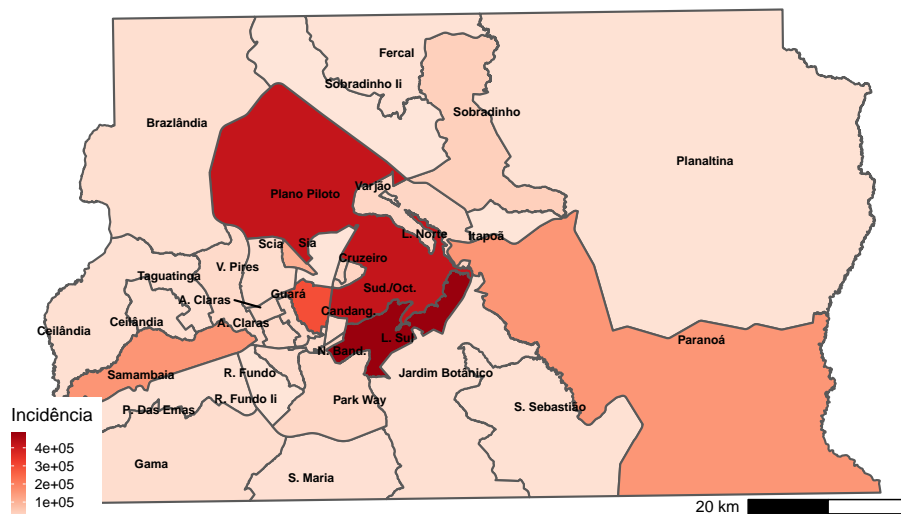 Fercal
Sobradinho Ii
Sobradinho
Brazlândia
Planaltina
Varjão
Plano Piloto
L. Norte
Itapoã
Scia
Sia
Cruzeiro
V. Pires
Taguatinga
Sud./Oct.
Guará
A. Claras
Candang.
Ceilândia
Ceilândia
A. Claras
L. Sul
Paranoá
N. Band.
R. Fundo
Jardim Botânico
Samambaia
R. Fundo Ii
Park Way
S. Sebastião
P. Das Emas
Gama
S. Maria
Incidência
4e+05
3e+05
2e+05
1e+05
20 km